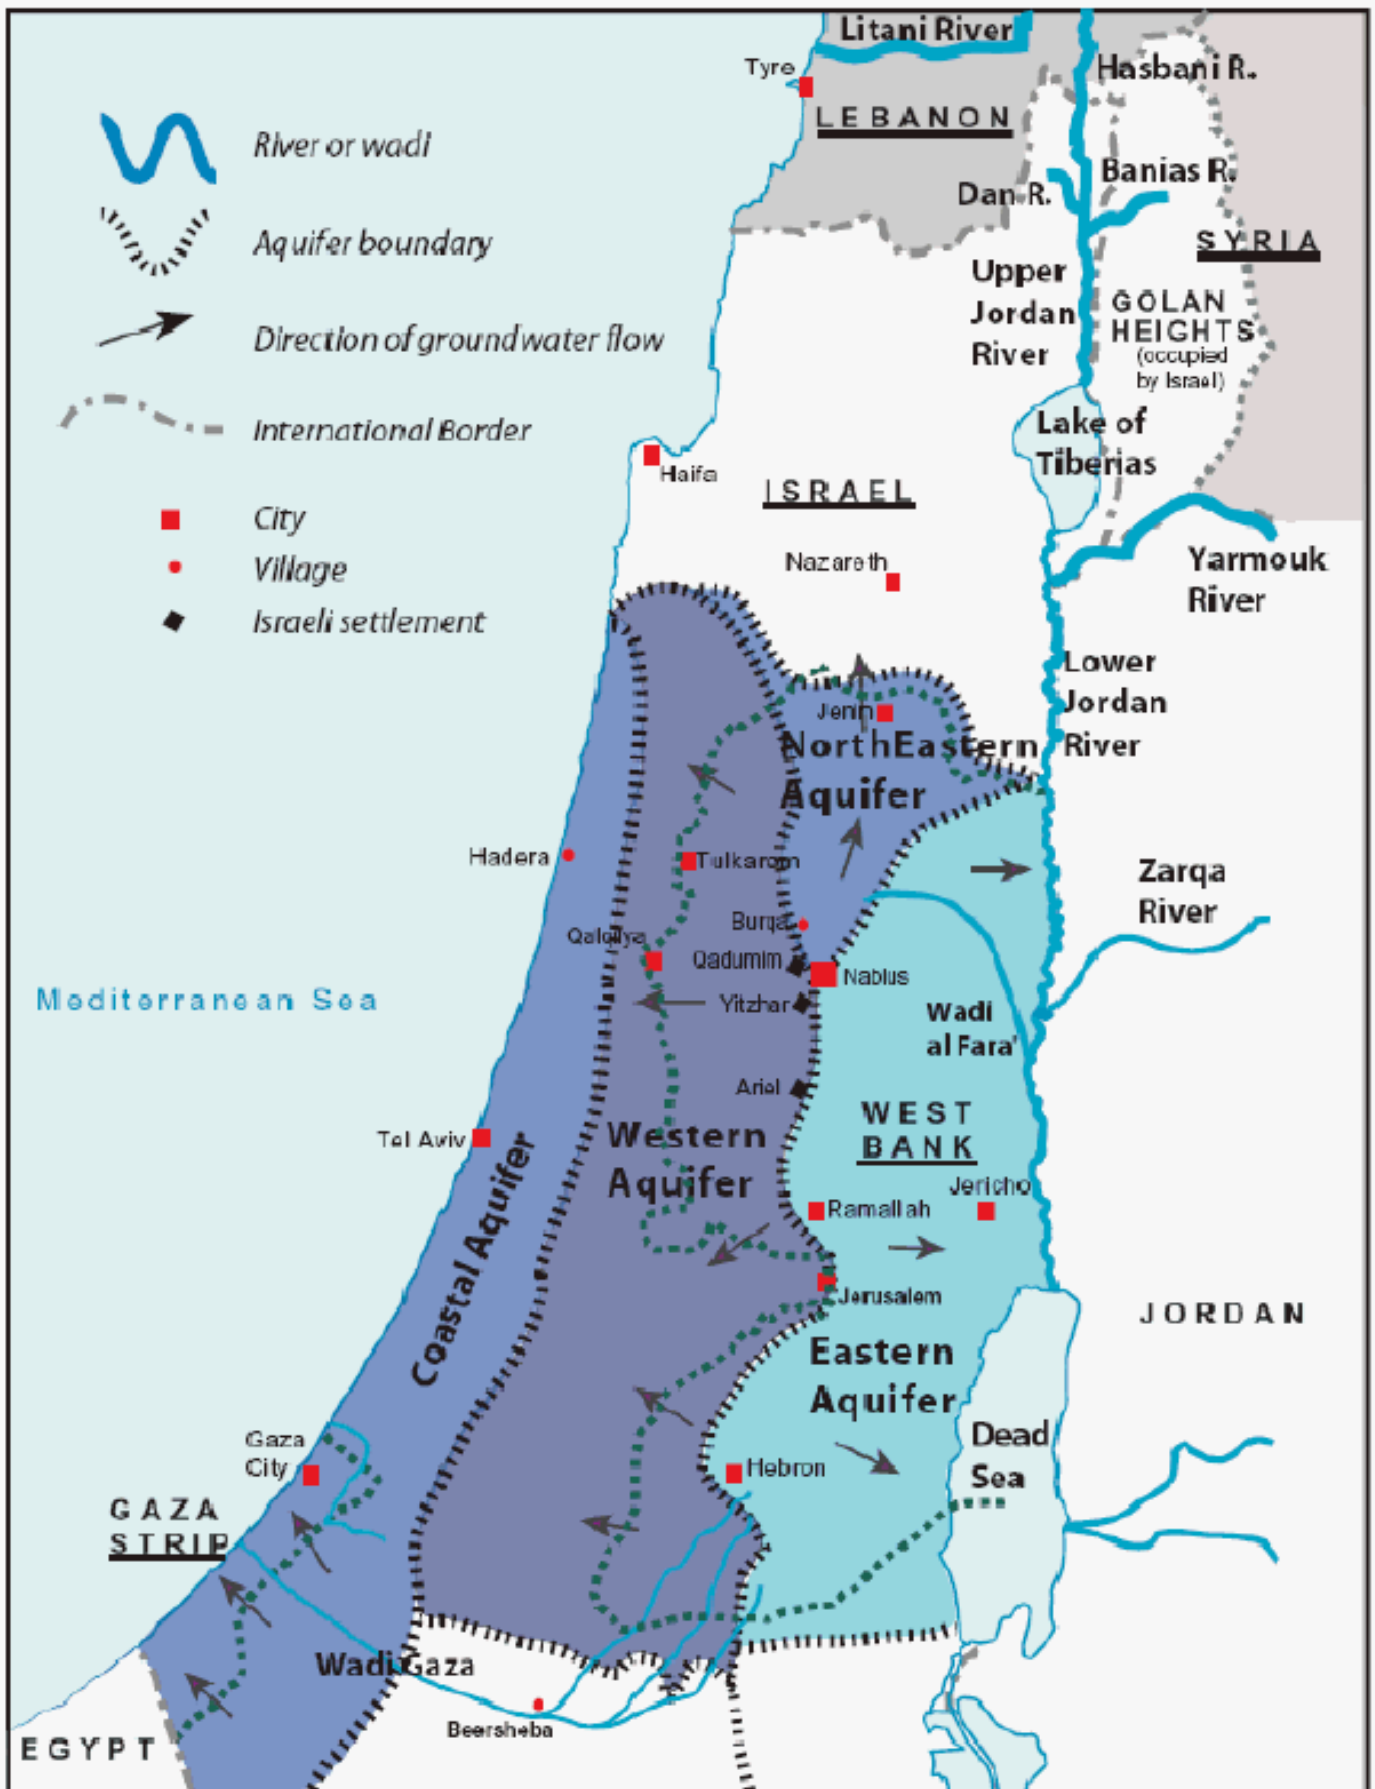 Litani River
Tyre
Hasbani R.
LEBANON
River or wadi
Banias R.
Dan R.
Aquifer boundary
SYRIA
Upper
Jordan
River
GOLAN
HEIGHTS
(occupied
by Israel)
Direction of groundwater flow
International Border
Lake of
Tiberias
Haifa
ISRAEL
City
Nazareth
Village
Yarmouk
River
Israeli settlement
Lower
Jordan
River
Jenin
NorthEastern
Aquifer
Hadera
Tulkarem
Zarqa
River
Burqa
Qalqilya
Qadumim
Nablus
Mediterranean Sea
Yitzhar
Wadi
al Fara'
Ariel
WEST
BANK
Tel Aviv
Western
Aquifer
Coastal Aquifer
Jericho
Ramallah
Jerusalem
JORDAN
Eastern
Aquifer
Gaza
City
Dead
Sea
Hebron
GAZA
STRIP
Wadi Gaza
Beersheba
EGYPT